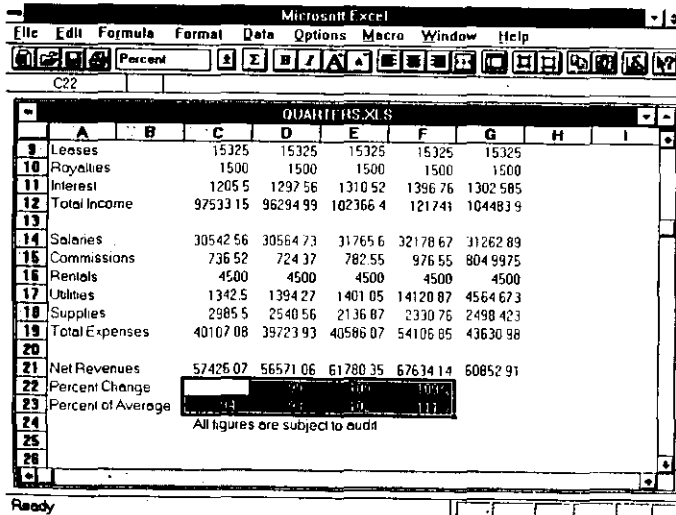 Microsoft Excel
File Edit Formula Format Data Options Macro Window Help
Percent Σ B I A A
C22
QUARTERS.XLS
A B C D E F G H I
9 Leases 15325 15325 15325 15325 15325
10 Royalties 1500 1500 1500 1500 1500
11 Interest 1205.5 1297.56 1310.52 1396.76 1302.585
12 Total Income 97533.15 96294.99 102366.4 121741 104483.9
13
14 Salaries 30542.56 30564.73 31765.6 32178.67 31262.89
15 Commissions 736.52 724.37 782.55 976.55 804.9975
16 Rentals 4500 4500 4500 4500 4500
17 Utilities 1342.5 1394.27 1401.05 14120.87 4564.673
18 Supplies 2985.5 2540.56 2136.87 2330.76 2498.423
19 Total Expenses 40107.08 39723.93 40586.07 54106.85 43630.98
20
21 Net Revenues 57426.07 56571.06 61780.35 67634.14 60852.91
22 Percent Change
23 Percent of Average
24 All figures are subject to audit
25
26
Ready